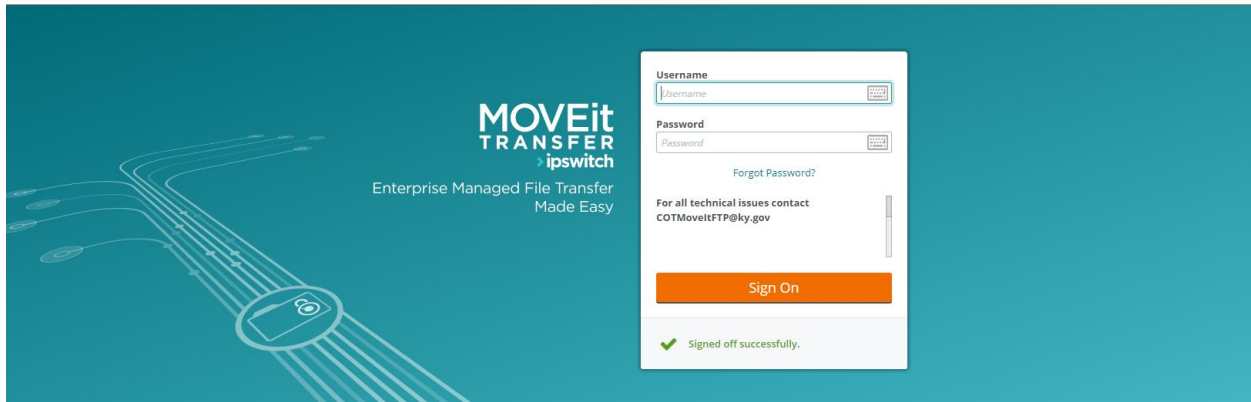 MOVEit
TRANSFER
ipswitch
Enterprise Managed File Transfer
Made Easy
Username
Username
Password
Password
Forgot Password?
For all technical issues contact
COTMoveItFTP@ky.gov
Sign On
Signed off successfully.